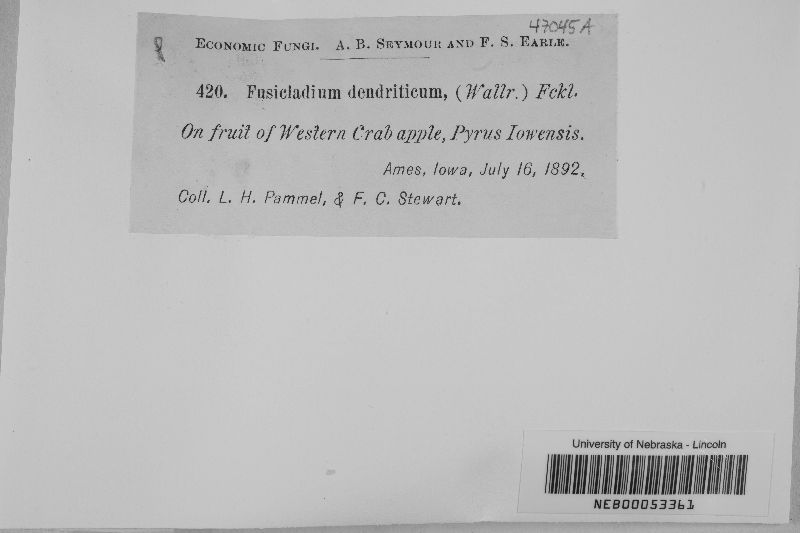 47045A
ECONOMIC FUNGI. A. B. SEYMOUR AND F. S. EARLE.
420. Fusicladium dendriticum, (Wallr.) Fckl.
On fruit of Western Crab apple, Pyrus Iowensis.
Ames, Iowa, July 16, 1892.
Coll. L. H. Pammel, & F. C. Stewart.
University of Nebraska - Lincoln
NEB00053361